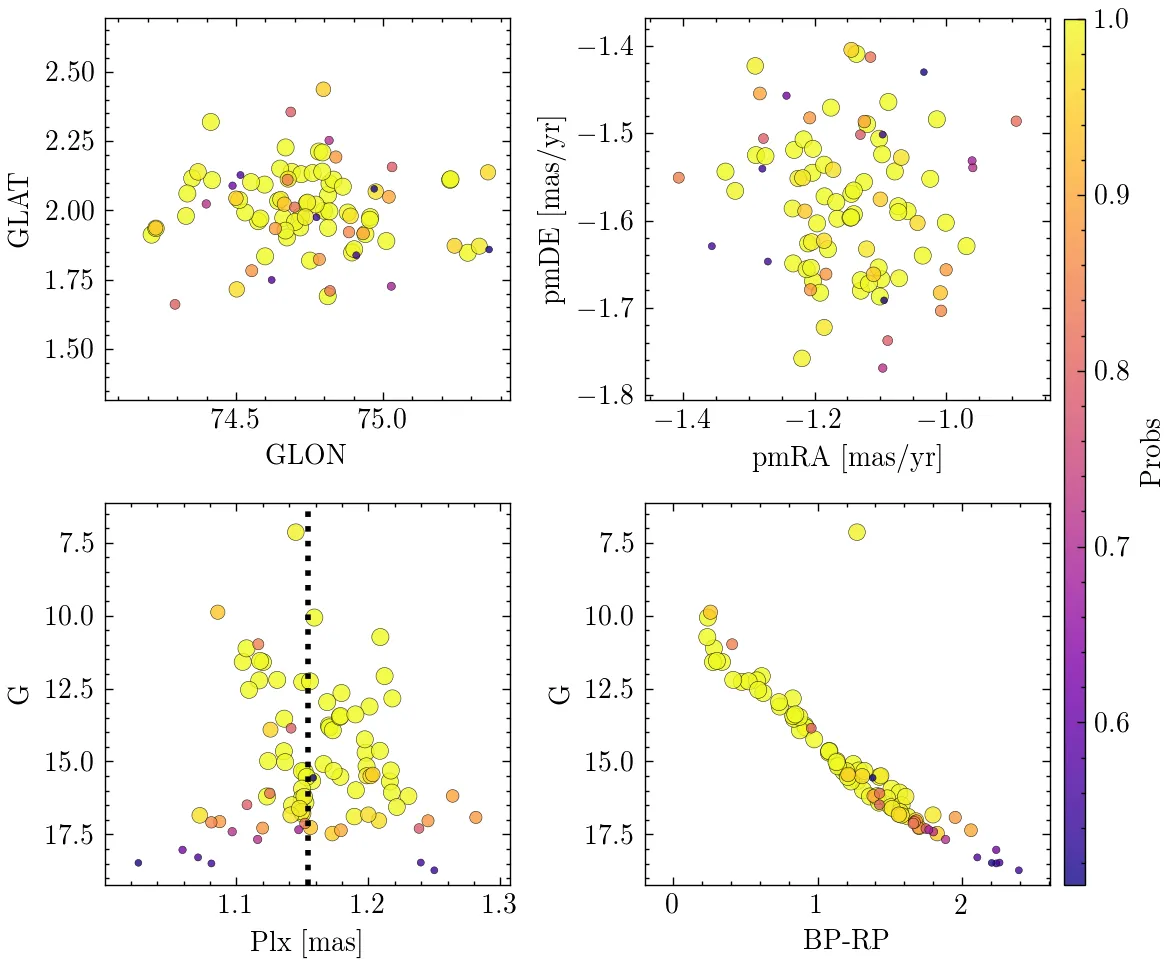 2.50
2.25
2.00
1.75
1.50
GLAT
74.5 75.0
GLON
−1.4
−1.5
−1.6
−1.7
−1.8
pmDE [mas/yr]
−1.4 −1.2 −1.0
pmRA [mas/yr]
1.0
0.9
0.8
0.7
0.6
Probs
7.5
10.0
12.5
15.0
17.5
G
1.1 1.2 1.3
Plx [mas]
7.5
10.0
12.5
15.0
17.5
G
0 1 2
BP-RP